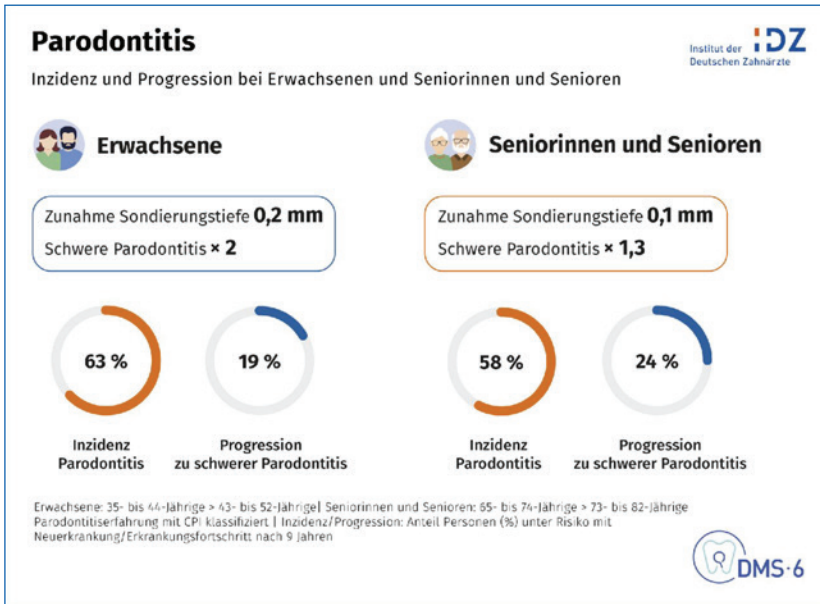 Parodontitis
Institut der IDZ
Deutschen Zahnärzte
Inzidenz und Progression bei Erwachsenen und Seniorinnen und Senioren
Erwachsene
Zunahme Sondierungstiefe 0,2 mm
Schwere Parodontitis × 2
63 %
19 %
Inzidenz
Parodontitis
Progression
zu schwerer Parodontitis
Seniorinnen und Senioren
Zunahme Sondierungstiefe 0,1 mm
Schwere Parodontitis × 1,3
58 %
24 %
Inzidenz
Parodontitis
Progression
zu schwerer Parodontitis
Erwachsene: 35- bis 44-Jährige > 43- bis 52-Jährige| Seniorinnen und Senioren: 65- bis 74-Jährige > 73- bis 82-Jährige
Parodontitiserfahrung mit CPI klassifiziert | Inzidenz/Progression: Anteil Personen (%) unter Risiko mit
Neuerkrankung/Erkrankungsfortschritt nach 9 Jahren
DMS·6